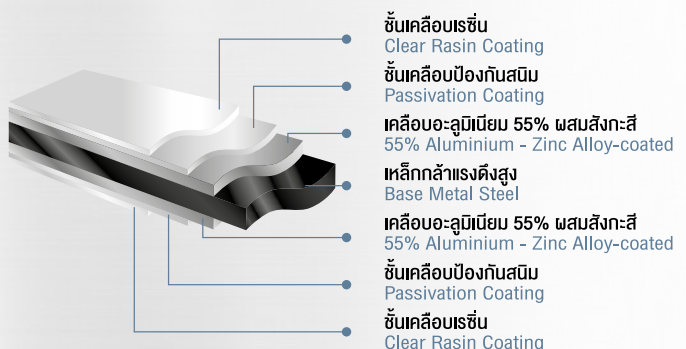 ชั้นเคลือบเรซิ่น
Clear Rasin Coating
ชั้นเคลือบป้องกันสนิม
Passivation Coating
เคลือบอะลูมิเนียม 55% ผสมสังกะสี
55% Aluminium - Zinc Alloy-coated
เหล็กกล้าแรงดึงสูง
Base Metal Steel
เคลือบอะลูมิเนียม 55% ผสมสังกะสี
55% Aluminium - Zinc Alloy-coated
ชั้นเคลือบป้องกันสนิม
Passivation Coating
ชั้นเคลือบเรซิ่น
Clear Rasin Coating